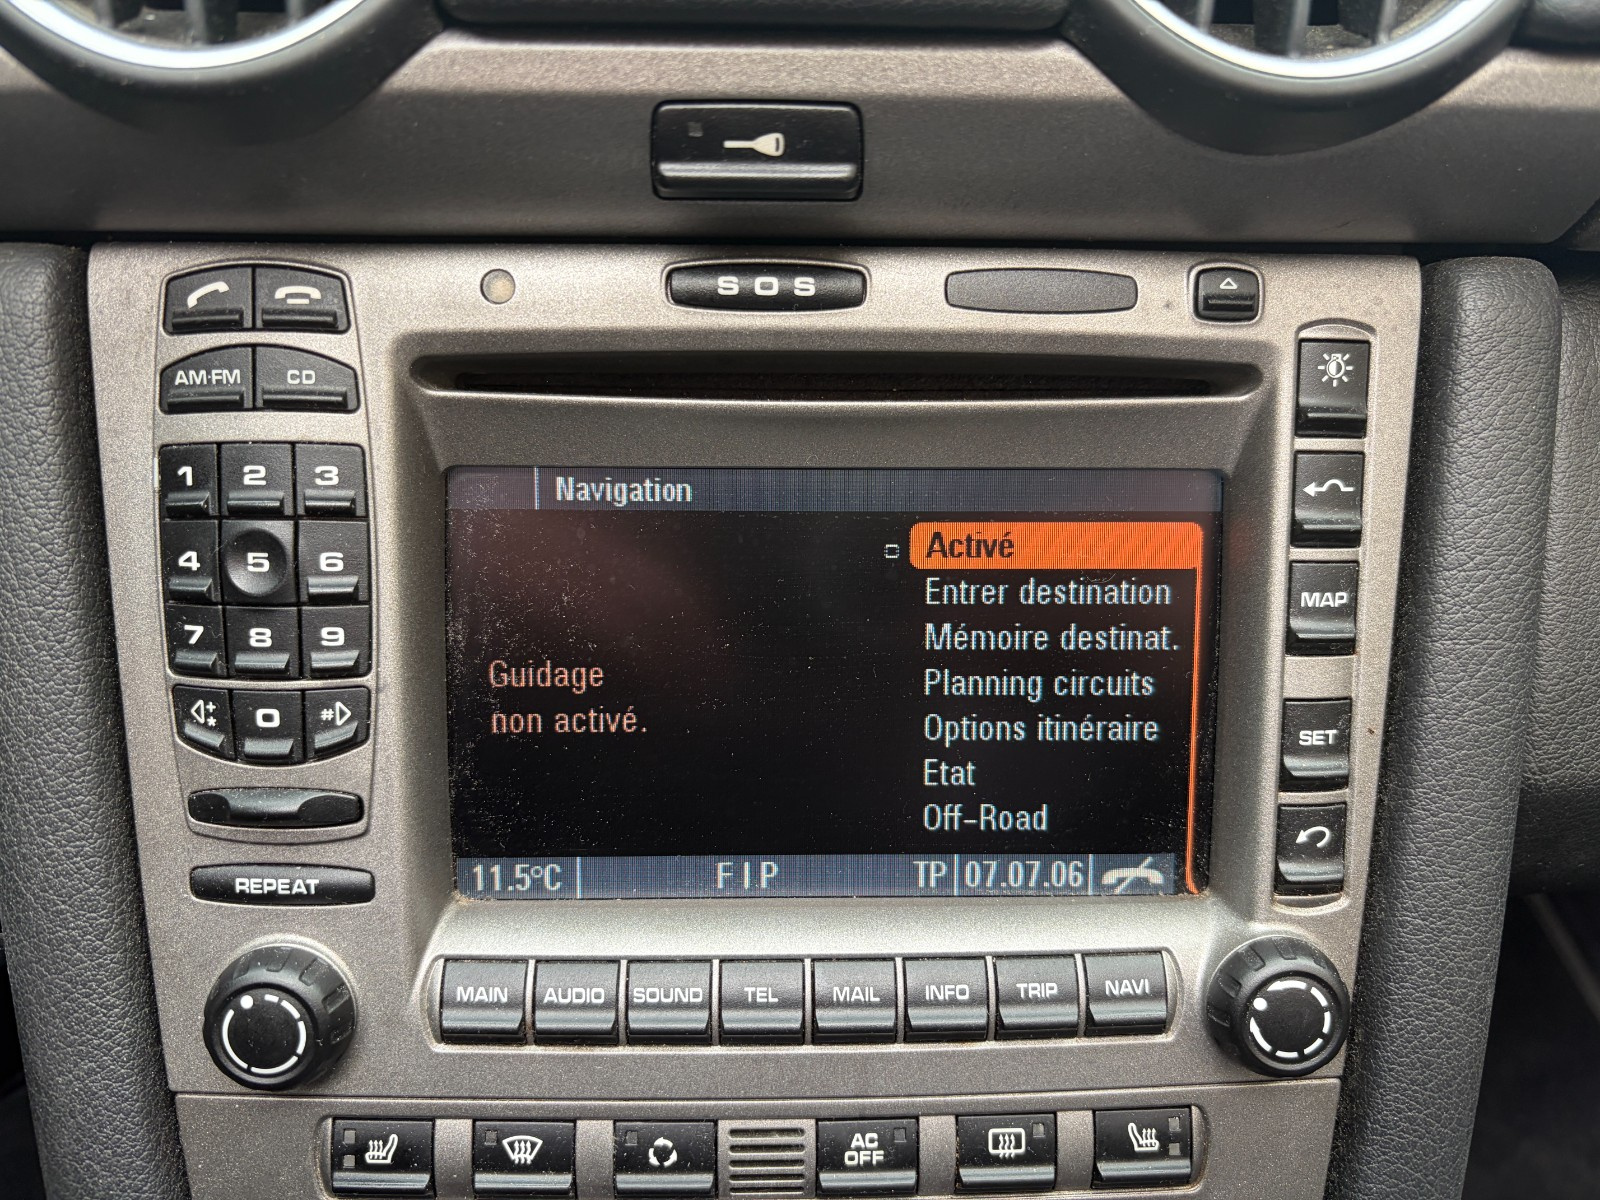 SOS
AM·FM CD
1 2 3
4 5 6
7 8 9
+* 0 #
REPEAT
Navigation
Activé
Entrer destination
Mémoire destinat.
Planning circuits
Options itinéraire
Etat
Off-Road
Guidage
non activé.
11.5°C FIP TP 07.07.06
MAP
SET
MAIN AUDIO SOUND TEL MAIL INFO TRIP NAVI
AC
OFF